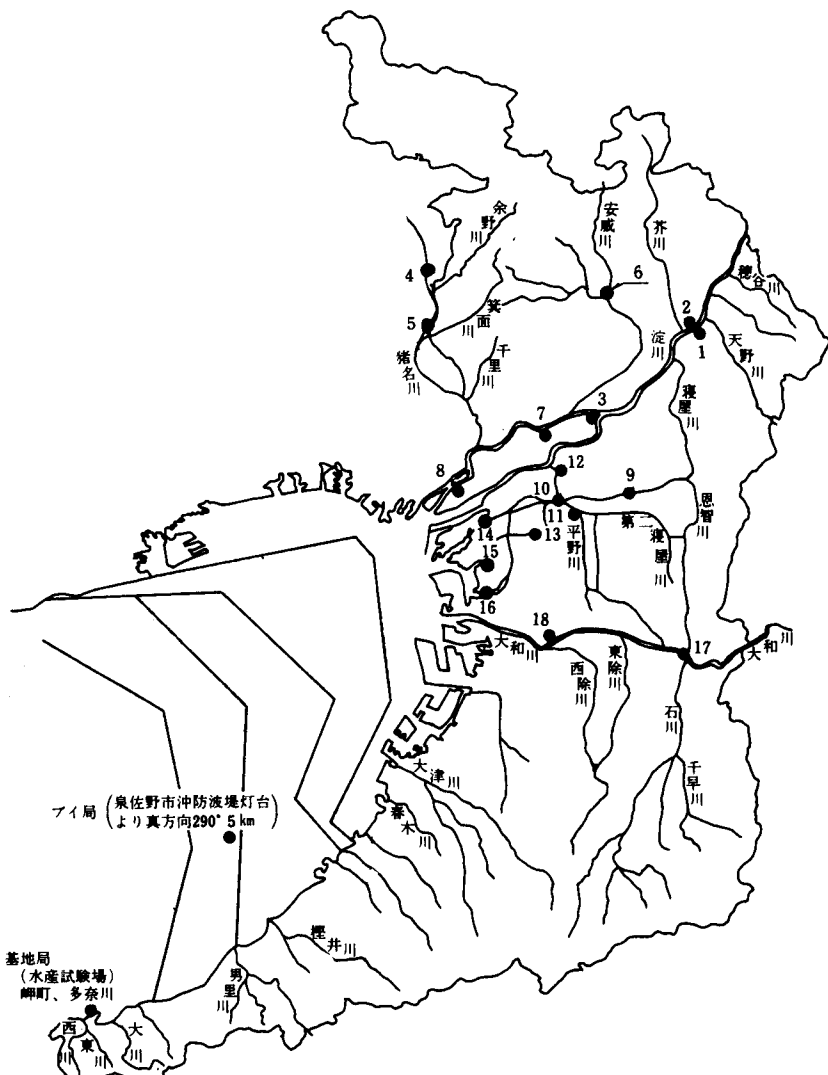 余野川
安威川
芥川
穂谷川
4
6
箕面川
5
2
1
淀川
天野川
猪名川
千里川
寝屋川
3
7
8
12
9
10
恩智川
14
(11)
平野川
第二寝屋川
13
15
16
18
大和川
17
大和川
西除川
東除川
石川
千早川
大津川
春木川
ブイ局(泉佐野市沖防波堤灯台
より真方向290°5km)
樫井川
男里川
基地局
(水産試験場)
岬町、多奈川
西川
東川
大川